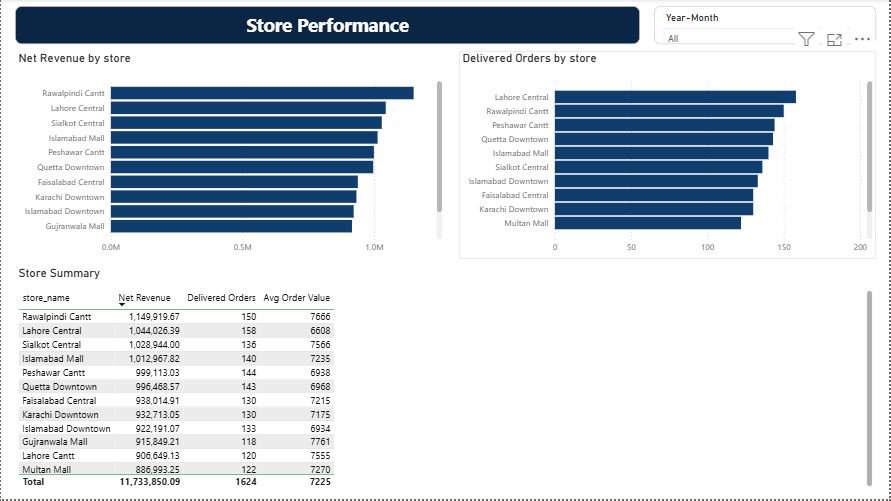 Store Performance
Year-Month
All
Net Revenue by store
Rawalpindi Cantt
Lahore Central
Sialkot Central
Islamabad Mall
Peshawar Cantt
Quetta Downtown
Faisalabad Central
Karachi Downtown
Islamabad Downtown
Gujranwala Mall
0.0M 0.5M 1.0M
Delivered Orders by store
Lahore Central
Rawalpindi Cantt
Peshawar Cantt
Quetta Downtown
Islamabad Mall
Sialkot Central
Islamabad Downtown
Faisalabad Central
Karachi Downtown
Multan Mall
0 50 100 150 200
Store Summary
store_name Net Revenue Delivered Orders Avg Order Value
Rawalpindi Cantt 1,149,919.67 150 7666
Lahore Central 1,044,026.39 158 6608
Sialkot Central 1,028,944.00 136 7566
Islamabad Mall 1,012,967.82 140 7235
Peshawar Cantt 999,113.03 144 6938
Quetta Downtown 996,468.57 143 6968
Faisalabad Central 938,014.91 130 7215
Karachi Downtown 932,713.05 130 7175
Islamabad Downtown 922,191.07 133 6934
Gujranwala Mall 915,849.21 118 7761
Lahore Cantt 906,649.13 120 7555
Multan Mall 886,993.25 122 7270
Total 11,733,850.09 1624 7225